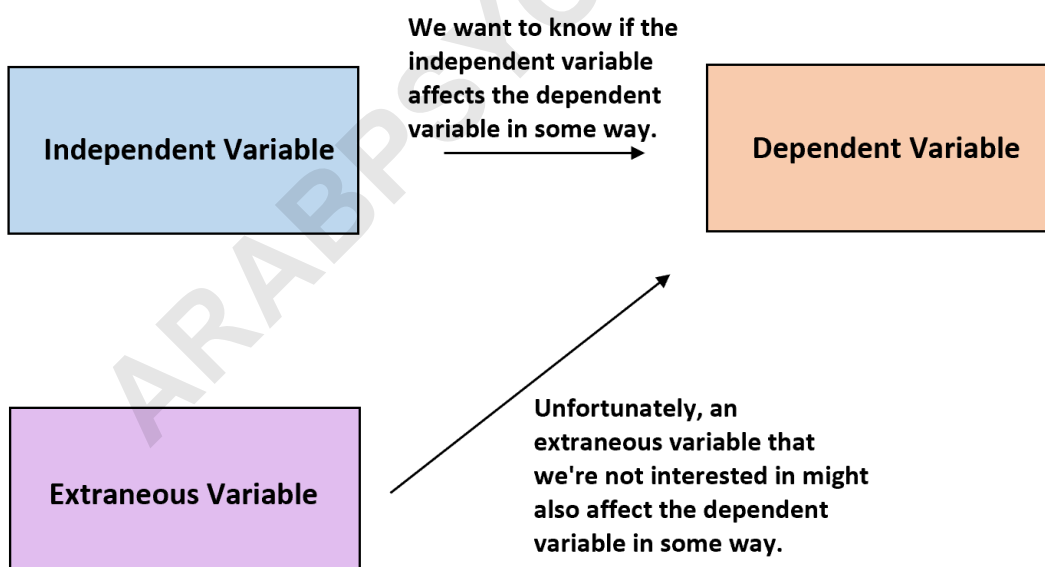 We want to know if the
independent variable
affects the dependent
variable in some way.
Independent Variable
Dependent Variable
Extraneous Variable
Unfortunately, an
extraneous variable that
we're not interested in might
also affect the dependent
variable in some way.
ARABPSYC